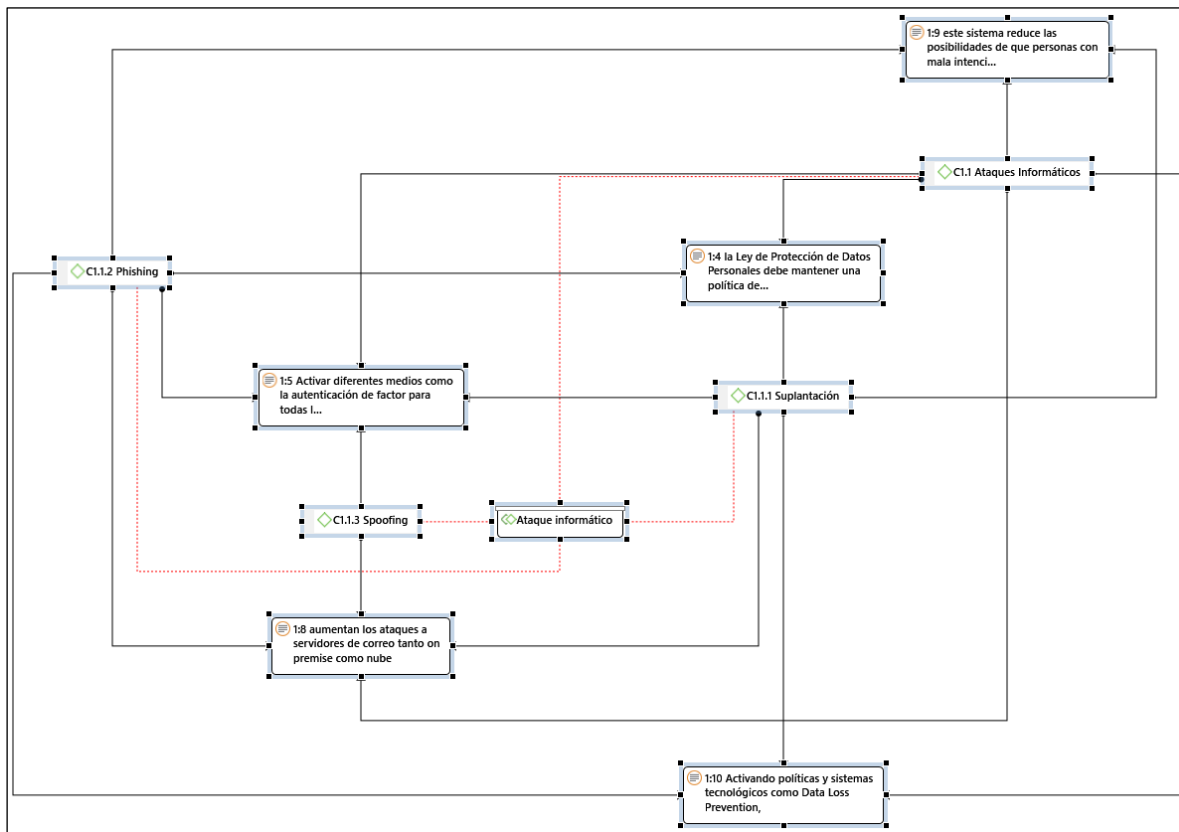 1:9 este sistema reduce las
posibilidades de que personas con
mala intenci...
C1.1 Ataques Informáticos
1:4 la Ley de Protección de Datos
Personales debe mantener una
política de...
C1.1.2 Phishing
1:5 Activar diferentes medios como
la autenticación de factor para
todas l...
C1.1.1 Suplantación
C1.1.3 Spoofing
Ataque informático
1:8 aumentan los ataques a
servidores de correo tanto on
premise como nube
1:10 Activando políticas y sistemas
tecnológicos como Data Loss
Prevention,